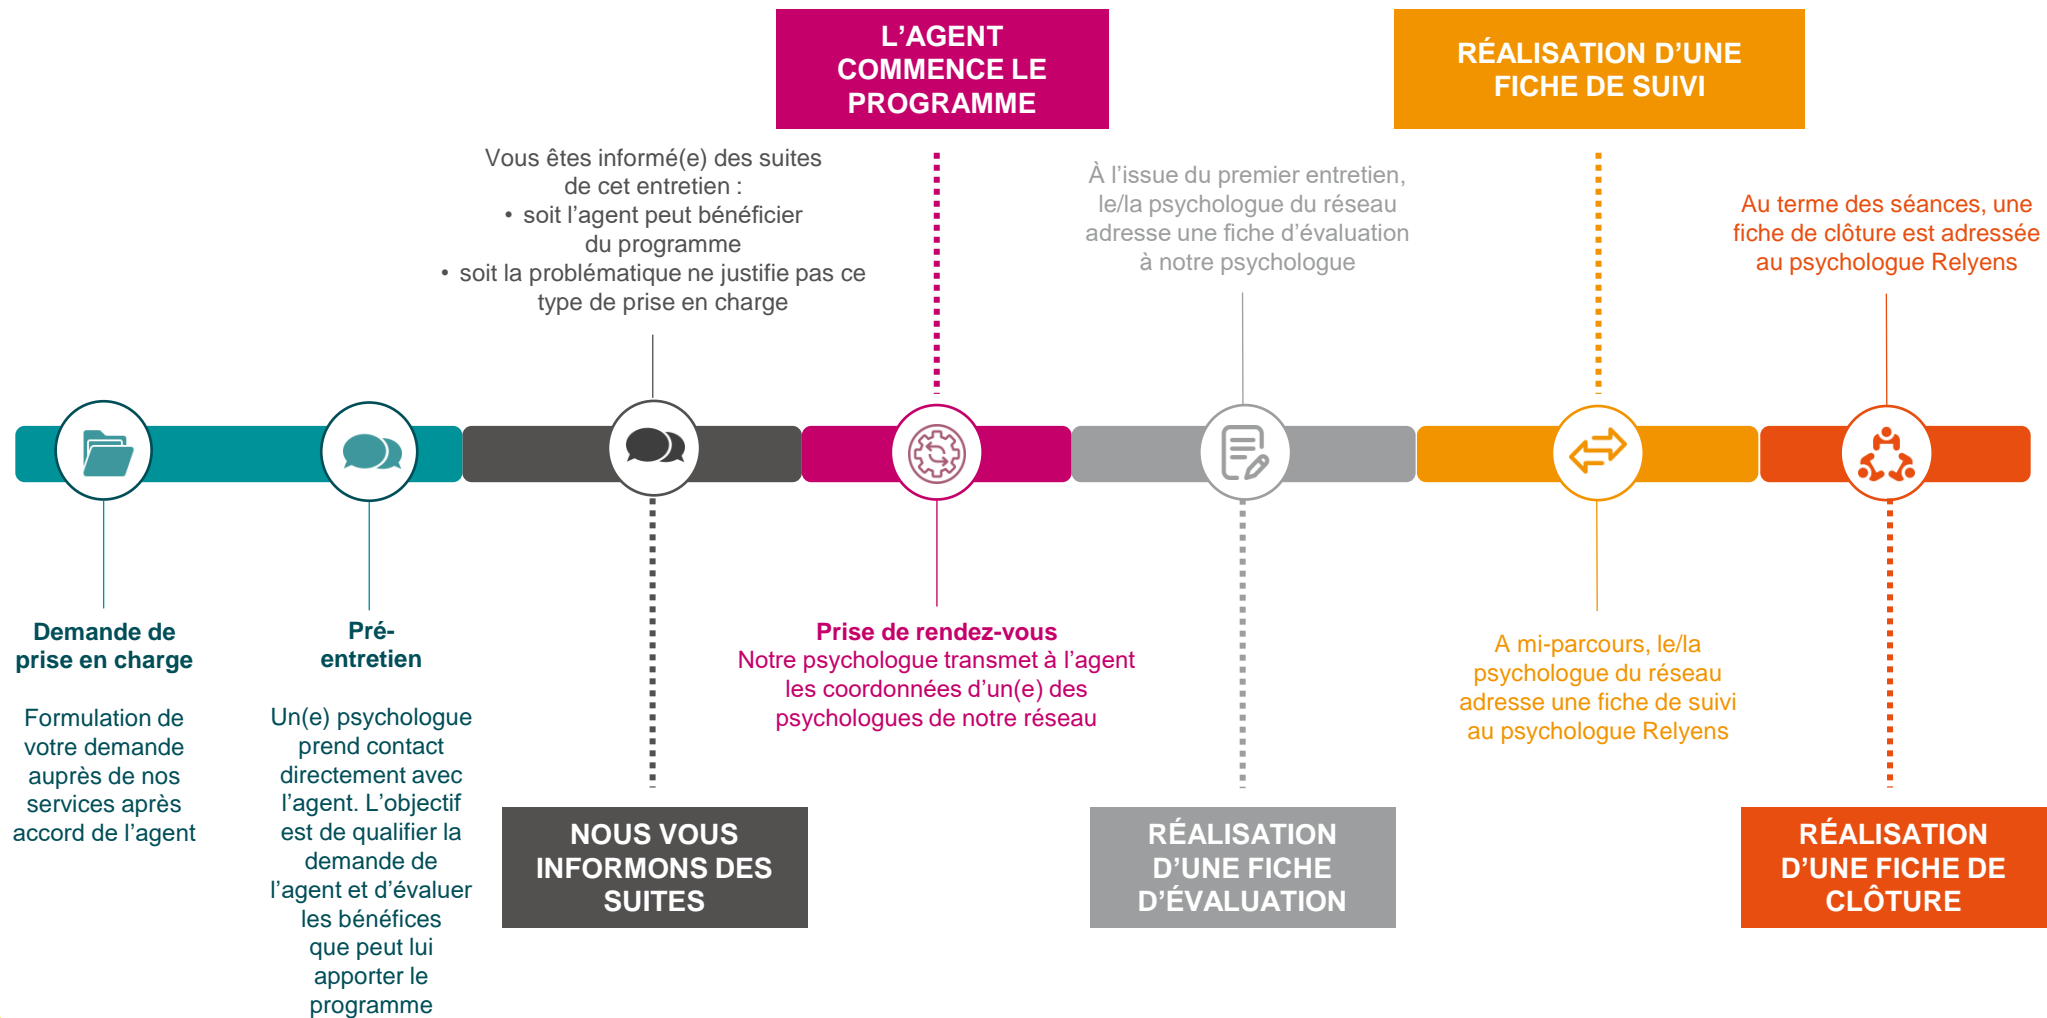 Demande de
prise en charge
Formulation de
votre demande
auprès de nos
services après
accord de l’agent
Pré-
entretien
Un(e) psychologue
prend contact
directement avec
l’agent. L’objectif
est de qualifier la
demande de
l’agent et d’évaluer
les bénéfices
que peut lui
apporter le
programme
Vous êtes informé(e) des suites
de cet entretien :
• soit l’agent peut bénéficier
du programme
• soit la problématique ne justifie pas ce
type de prise en charge
NOUS VOUS
INFORMONS DES
SUITES
L’AGENT
COMMENCE LE
PROGRAMME
Prise de rendez-vous
Notre psychologue transmet à l’agent
les coordonnées d’un(e) des
psychologues de notre réseau
À l’issue du premier entretien,
le/la psychologue du réseau
adresse une fiche d’évaluation
à notre psychologue
RÉALISATION
D’UNE FICHE
D’ÉVALUATION
RÉALISATION D’UNE
FICHE DE SUIVI
A mi-parcours, le/la
psychologue du réseau
adresse une fiche de suivi
au psychologue Relyens
Au terme des séances, une
fiche de clôture est adressée
au psychologue Relyens
RÉALISATION
D’UNE FICHE DE
CLÔTURE